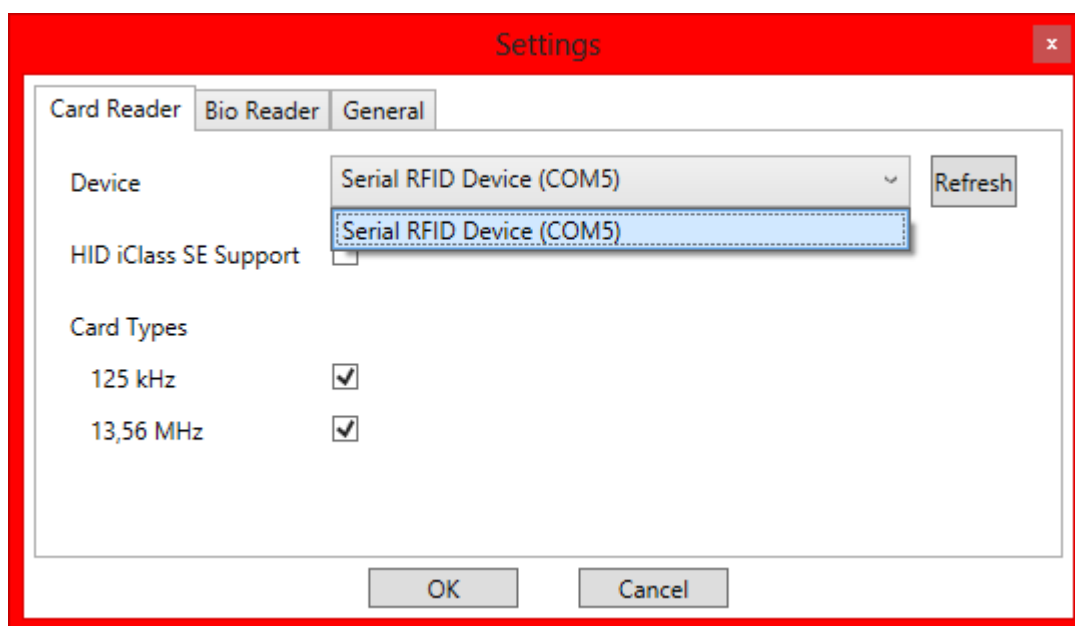 Settings
x
Card Reader Bio Reader General
Device Serial RFID Device (COM5) Refresh
Serial RFID Device (COM5)
HID iClass SE Support
Card Types
125 kHz
13,56 MHz
OK Cancel